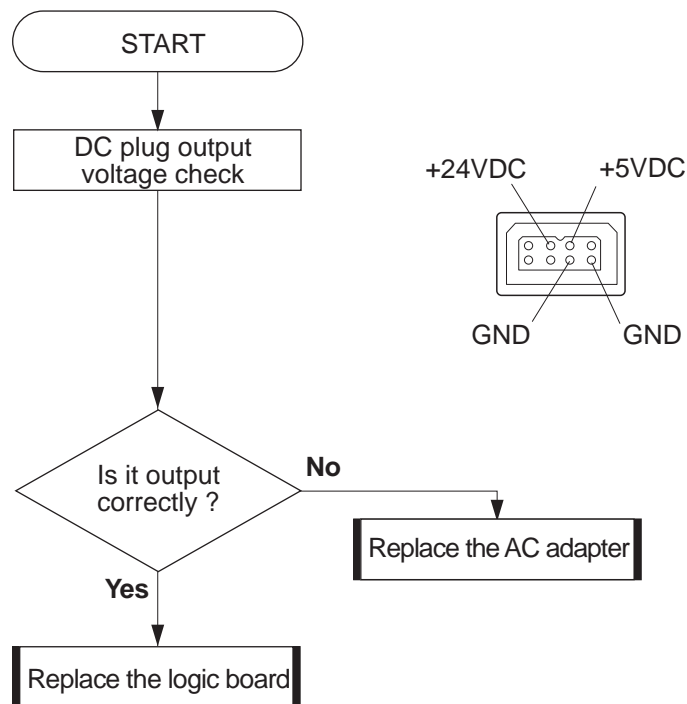 START
DC plug output
voltage check
+24VDC
+5VDC
GND
GND
Is it output
correctly ?
No
Replace the AC adapter
Yes
Replace the logic board